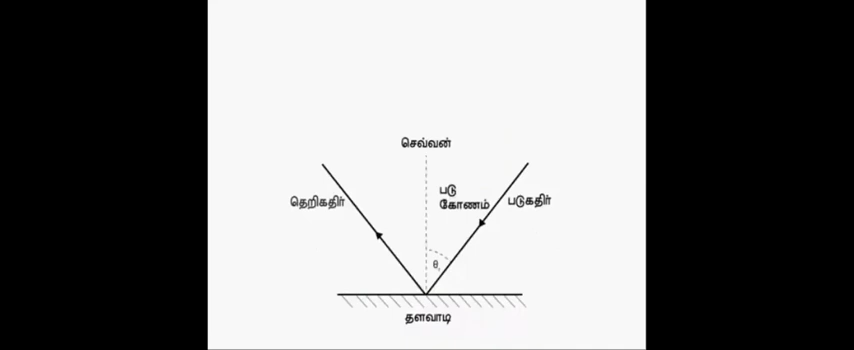 செவ்வன்
படு
கோணம்
தெறிகதிர்
படுகதிர்
θ
தளவாடி